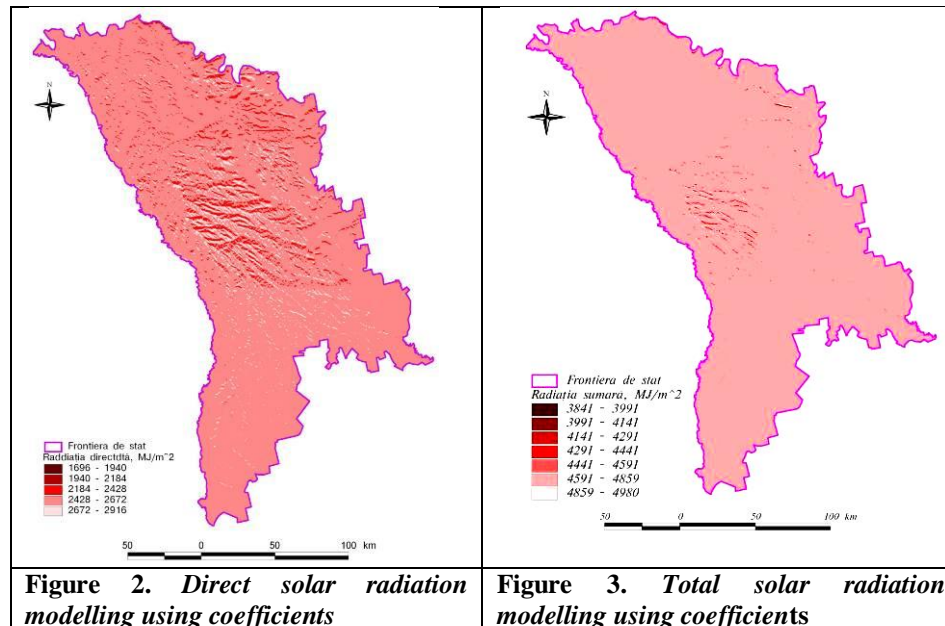 N
Frontiera de stat
Raddiatia directdtă, MJ/m^2
1696 - 1940
1940 - 2184
2184 - 2428
2428 - 2672
2672 - 2916
50 0 50 100 km
Figure 2. Direct solar radiation
modelling using coefficients
N
Frontiera de stat
Radiația sumară, MJ/m^2
3841 - 3991
3991 - 4141
4141 - 4291
4291 - 4441
4441 - 4591
4591 - 4859
4859 - 4980
50 0 50 100 km
Figure 3. Total solar radiation
modelling using coefficients